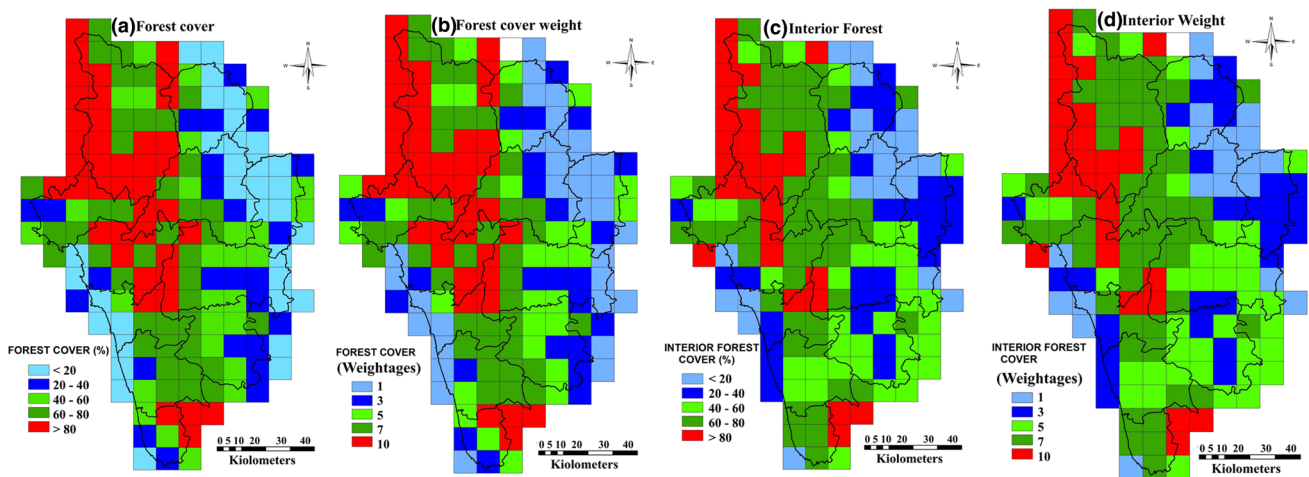 (a) Forest cover
N
W E
S
FOREST COVER (%)
< 20
20 - 40
40 - 60
60 - 80
> 80
0 5 10 20 30 40
Kiolometers
(b) Forest cover weight
N
W E
S
FOREST COVER
(Weightages)
1
3
5
7
10
0 5 10 20 30 40
Kiolometers
(c) Interior Forest
N
W E
S
INTERIOR FOREST
COVER (%)
< 20
20 - 40
40 - 60
60 - 80
> 80
0 5 10 20 30 40
Kiolometers
(d) Interior Weight
N
W E
S
INTERIOR FOREST
COVER
(Weightages)
1
3
5
7
10
0 5 10 20 30 40
Kiolometers